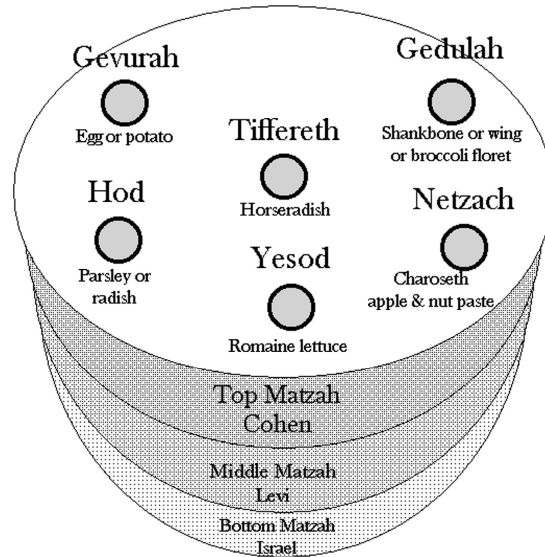 Gevurah
Egg or potato
Gedulah
Shankbone or wing
or broccoli floret
Tiffereth
Horseradish
Hod
Parsley or
radish
Netzach
Charoseth
apple & nut paste
Yesod
Romaine lettuce
Top Matzah
Cohen
Middle Matzah
Levi
Bottom Matzah
Israel